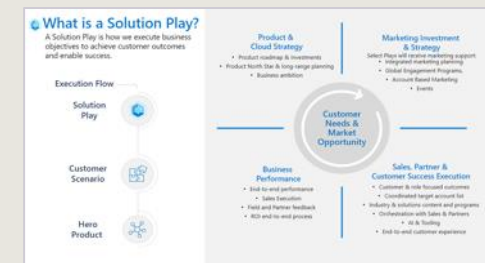 What is a Solution Play?
A Solution Play is how we execute business
objectives to achieve customer outcomes
and enable success.
Execution Flow
Solution
Play
Customer
Scenario
Hero
Product
Product &
Cloud Strategy
• Product roadmap & investments
• Product North Star & long-range planning
• Business ambition
Marketing Investment
& Strategy
Select Plays will receive marketing support.
• Integrated marketing planning
• Global Engagement Programs,
• Account Based Marketing
• Events
Customer
Needs &
Market
Opportunity
Business
Performance
• End-to-end performance
• Sales Execution
• Field and Partner feedback
• ROI end-to-end process
Sales, Partner &
Customer Success Execution
• Customer & role focused outcomes
• Coordinated target account list
• Industry & solutions content and programs
• Orchestration with Sales & Partners
• AI & Tooling
• End-to-end customer experience